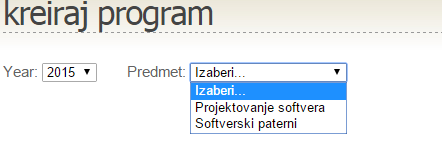 kreiraj program
Year: 2015 Predmet: Izaberi...
Izaberi...
Projektovanje softvera
Softverski paterni